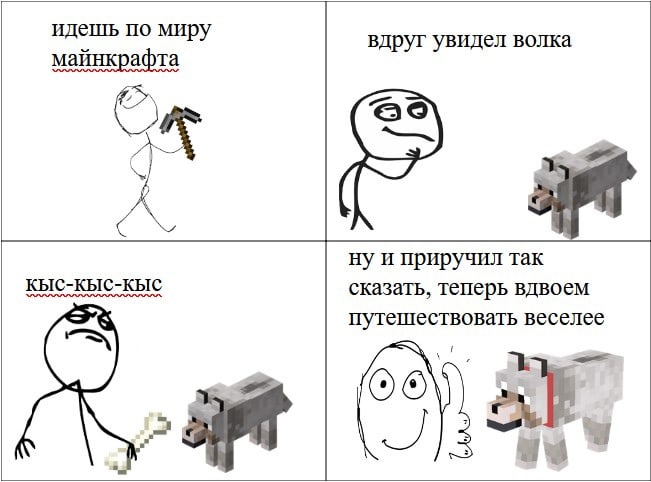 идешь по миру
майнкрафта
вдруг увидел волка
кыс-кыс-кыс
ну и приручил так
сказать, теперь вдвоем
путешествовать веселее